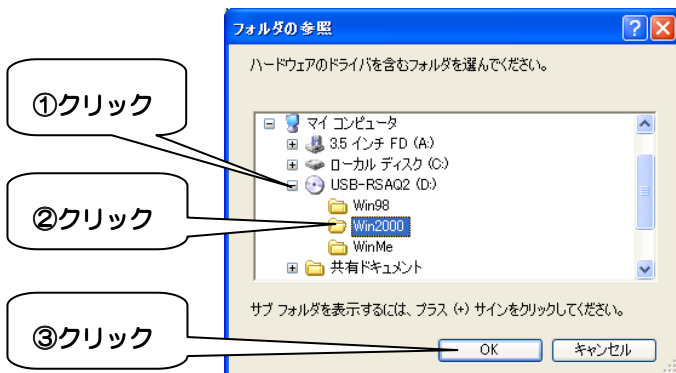 フォルダの参照
ハードウェアのドライバを含むフォルダを選んでください。
①クリック
マイ コンピュータ
3.5 インチ FD (A:)
ローカル ディスク (C:)
USB-RSAQ2 (D:)
Win98
②クリック
Win2000
WinMe
共有ドキュメント
サブ フォルダを表示するには、プラス (+) サインをクリックしてください。
③クリック
OK
キャンセル